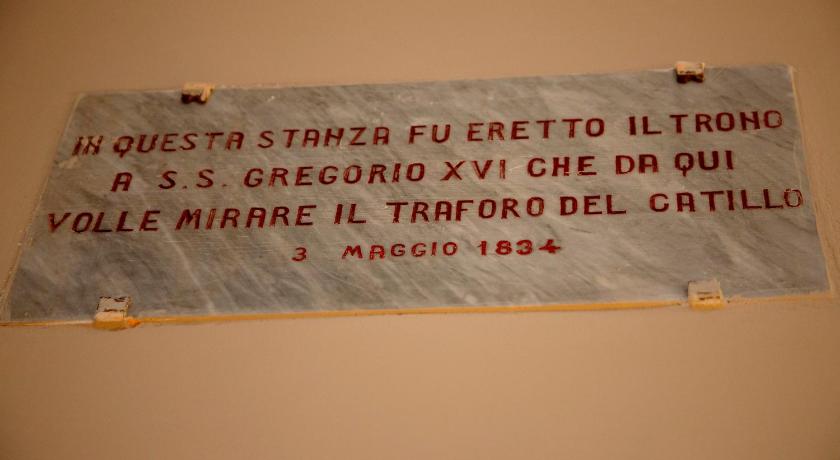 IN QUESTA STANZA FU ERETTO IL TRONO
A S.S. GREGORIO XVI CHE DA QUI
VOLLE MIRARE IL TRAFORO DEL CATILLO
3 MAGGIO 1834